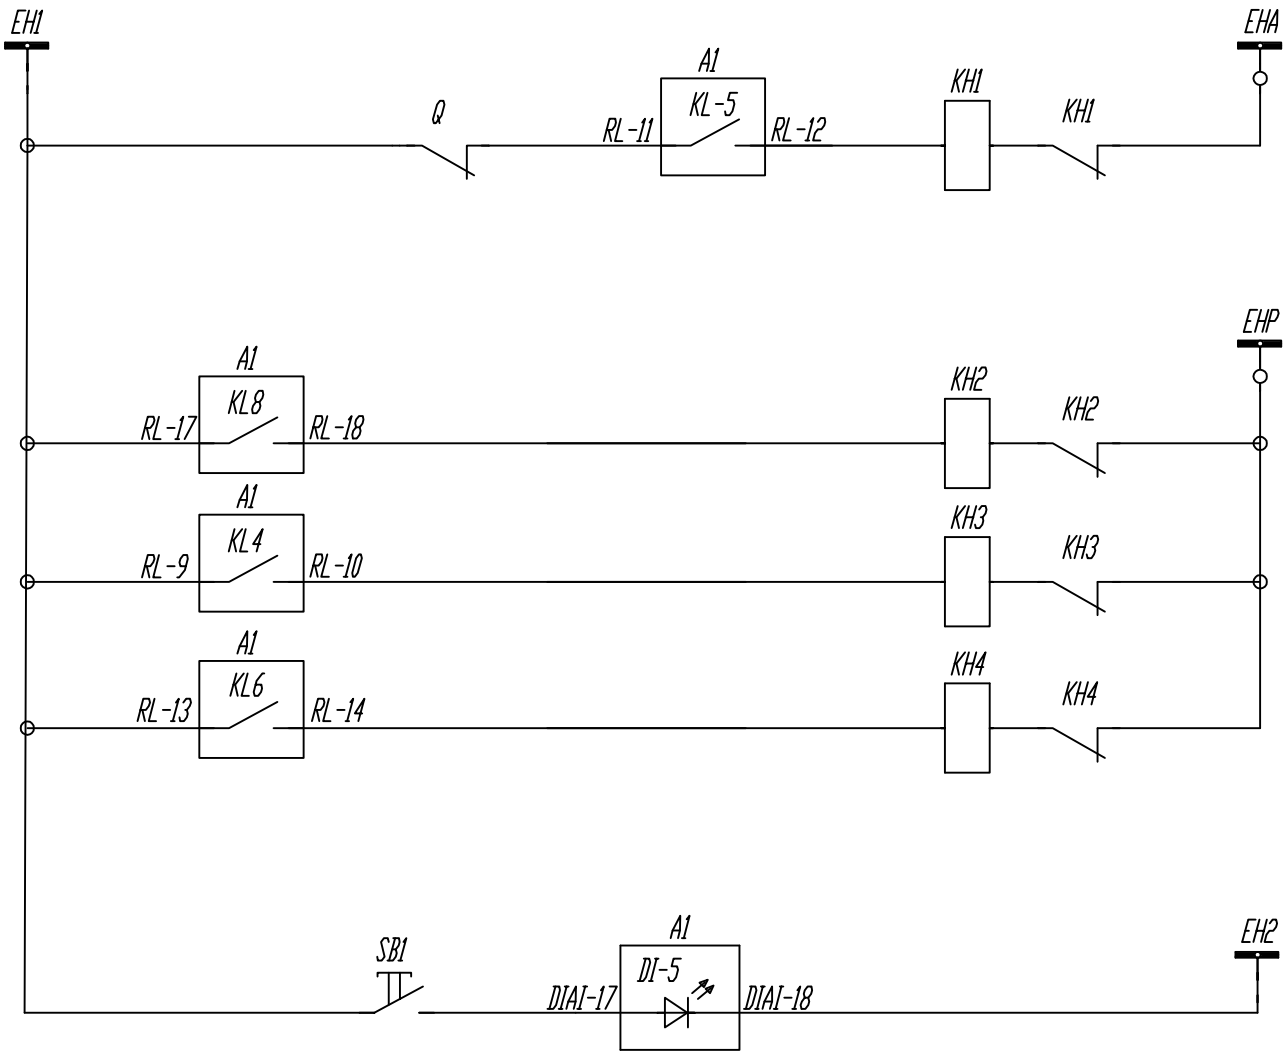 EH1
EHA
A1
KH1
KL-5
Q
KH1
RL-11
RL-12
EHP
A1
KH2
KL8
KH2
RL-17
RL-18
A1
KH3
KL4
KH3
RL-9
RL-10
A1
KH4
KL6
KH4
RL-13
RL-14
A1
EH2
SB1
DI-5
DIAI-17
DIAI-18